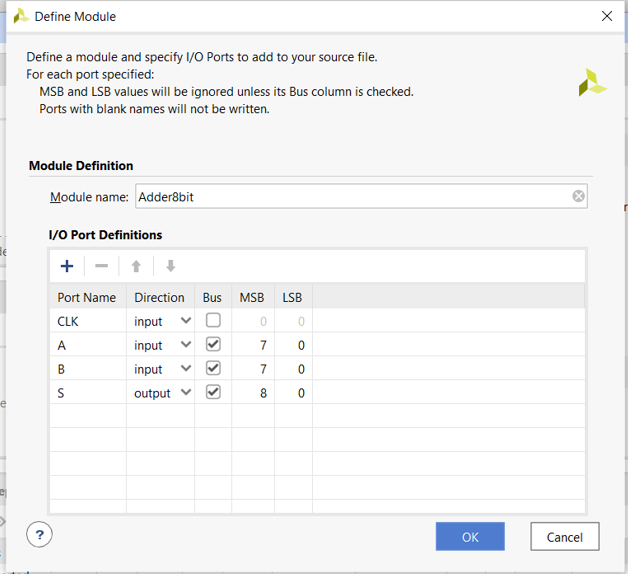 Define Module
Define a module and specify I/O Ports to add to your source file.
For each port specified:
MSB and LSB values will be ignored unless its Bus column is checked.
Ports with blank names will not be written.
Module Definition
Module name: Adder8bit
I/O Port Definitions
Port Name Direction Bus MSB LSB
CLK input 0 0
A input 7 0
B input 7 0
S output 8 0
? OK Cancel